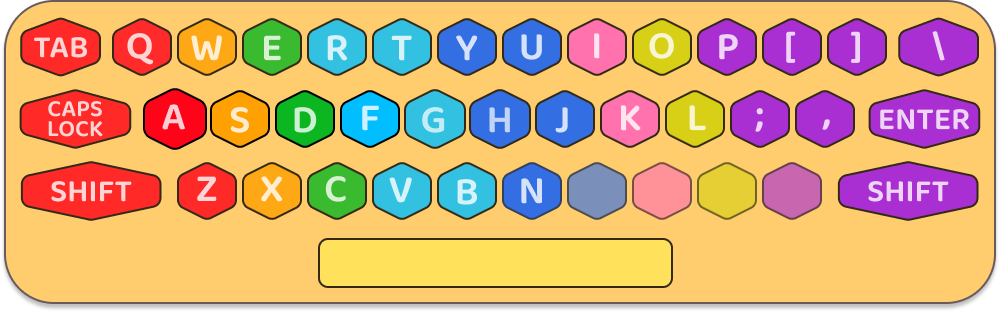 TAB Q W E R T Y U I O P [ ] \
CAPS LOCK A S D F G H J K L ; , ENTER
SHIFT Z X C V B N SHIFT